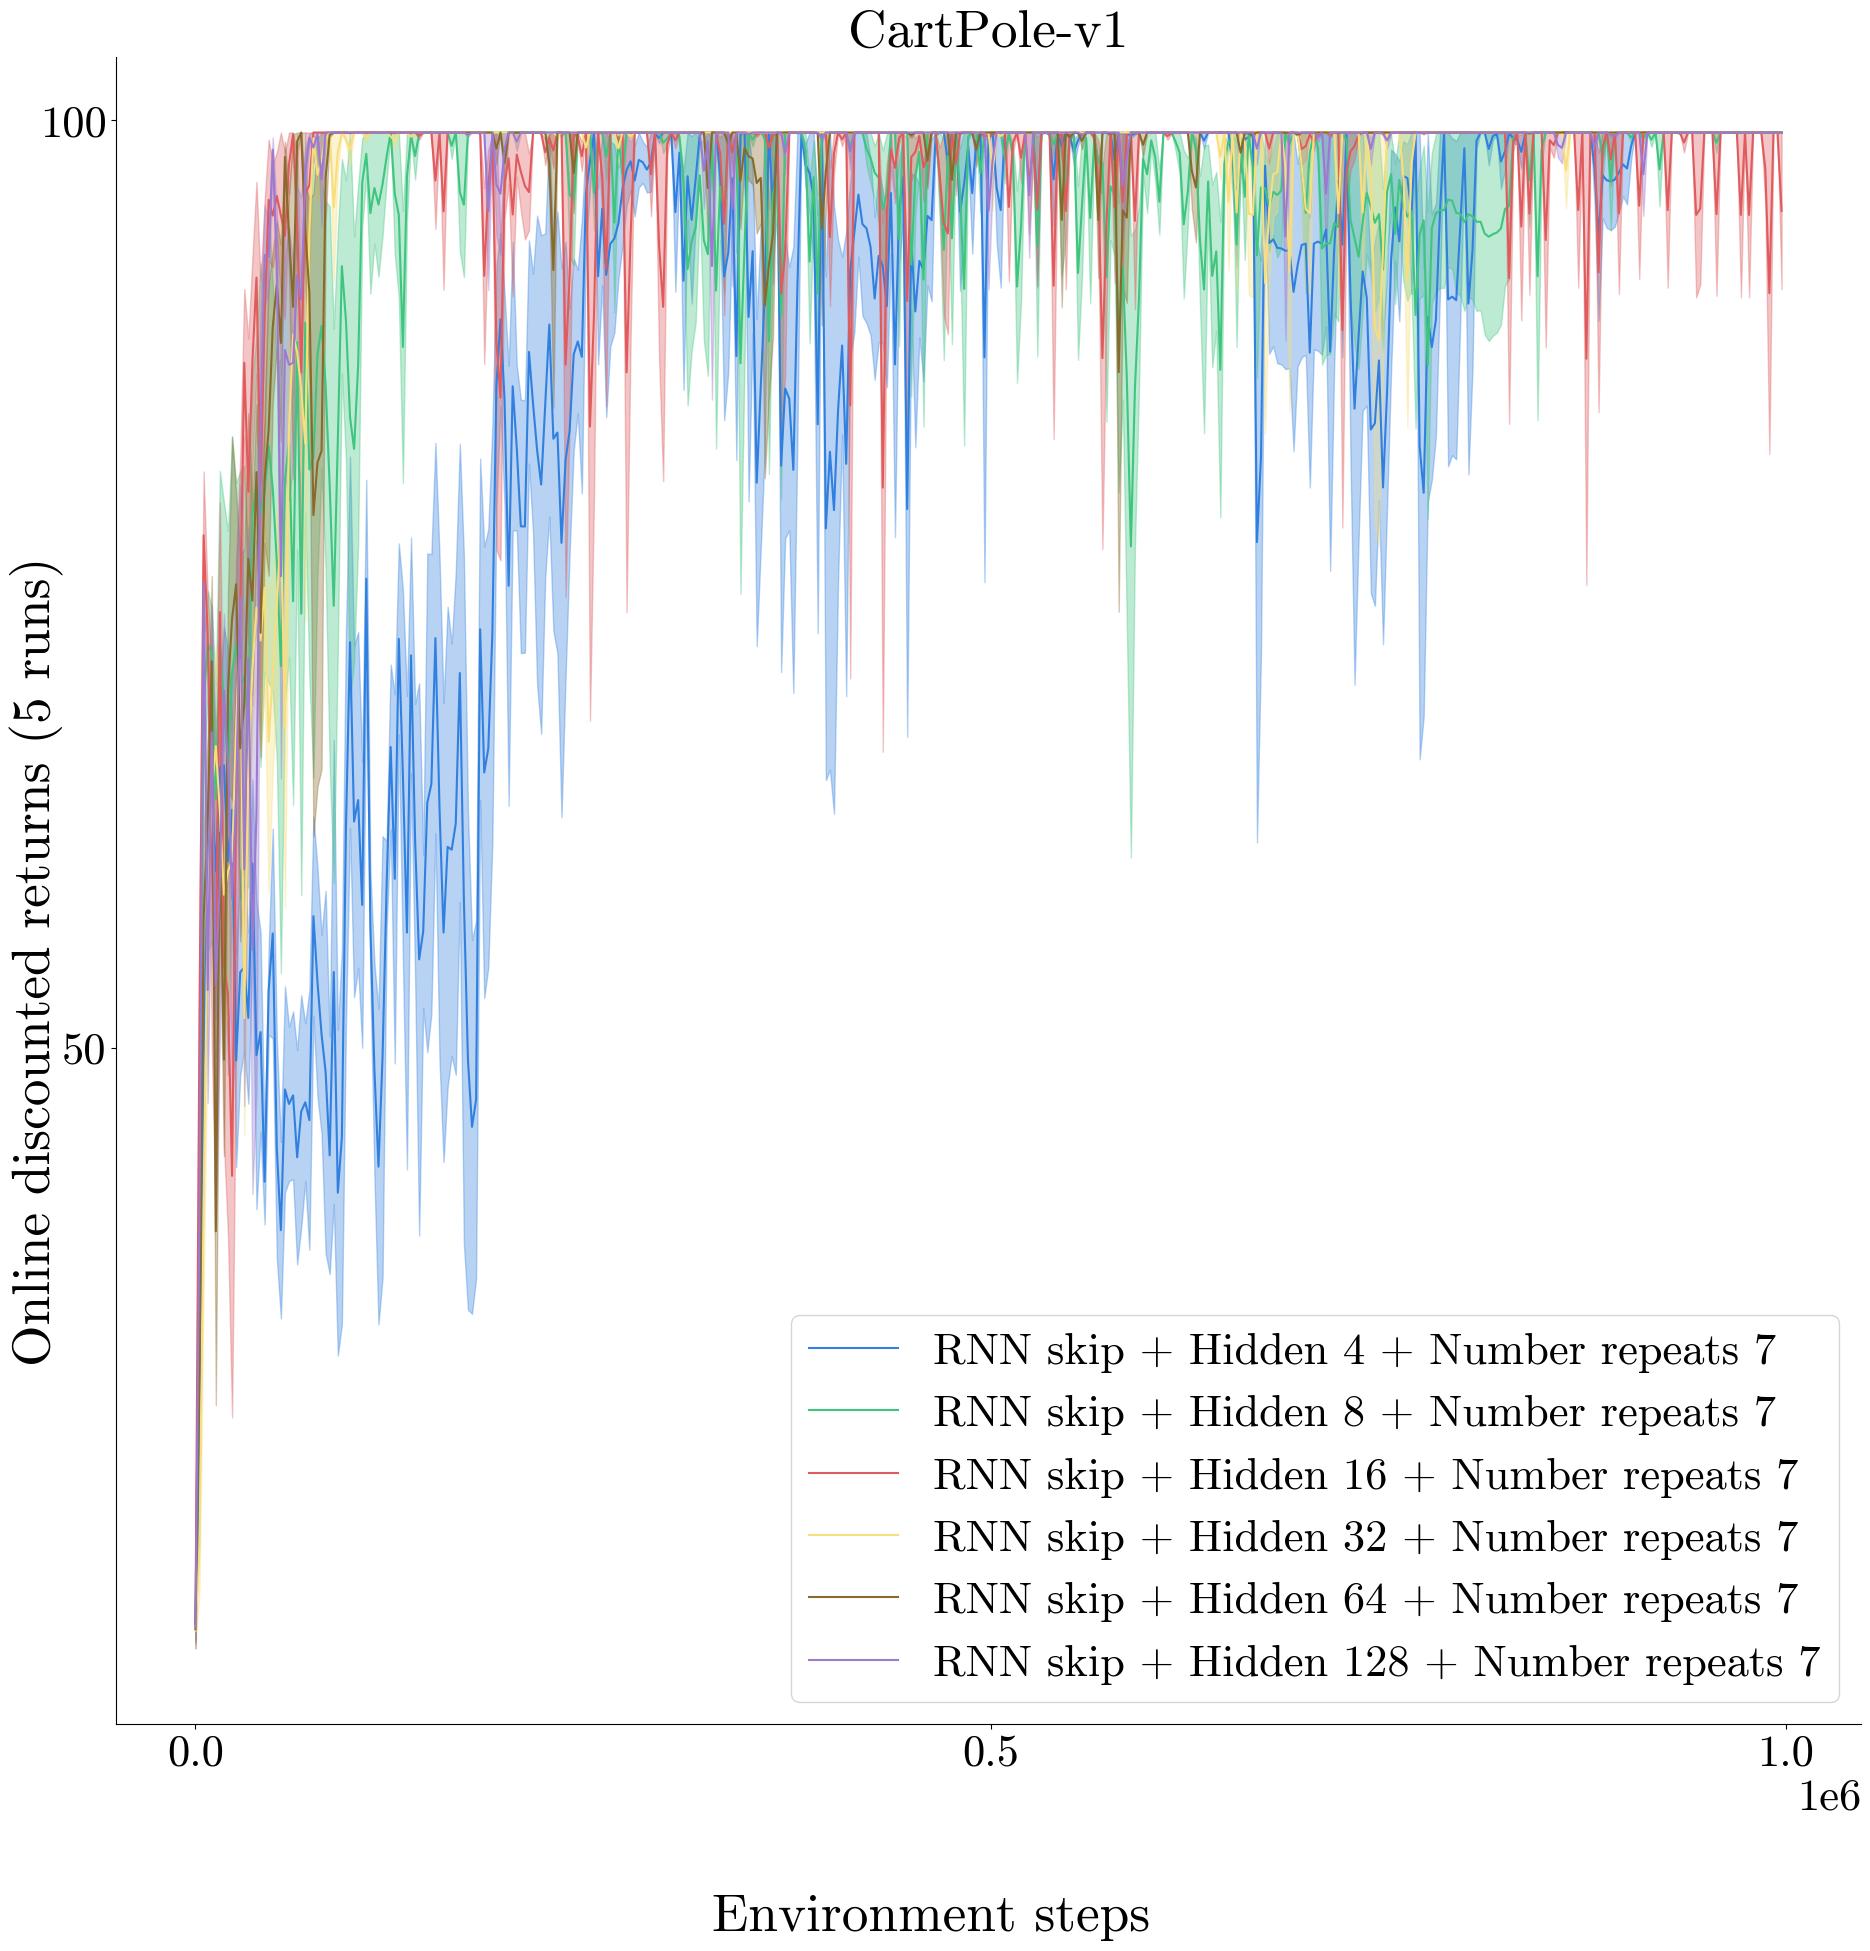 CartPole-v1
100
50
Online discounted returns (5 runs)
RNN skip + Hidden 4 + Number repeats 7
RNN skip + Hidden 8 + Number repeats 7
RNN skip + Hidden 16 + Number repeats 7
RNN skip + Hidden 32 + Number repeats 7
RNN skip + Hidden 64 + Number repeats 7
RNN skip + Hidden 128 + Number repeats 7
0.0 0.5 1.0
1e6
Environment steps